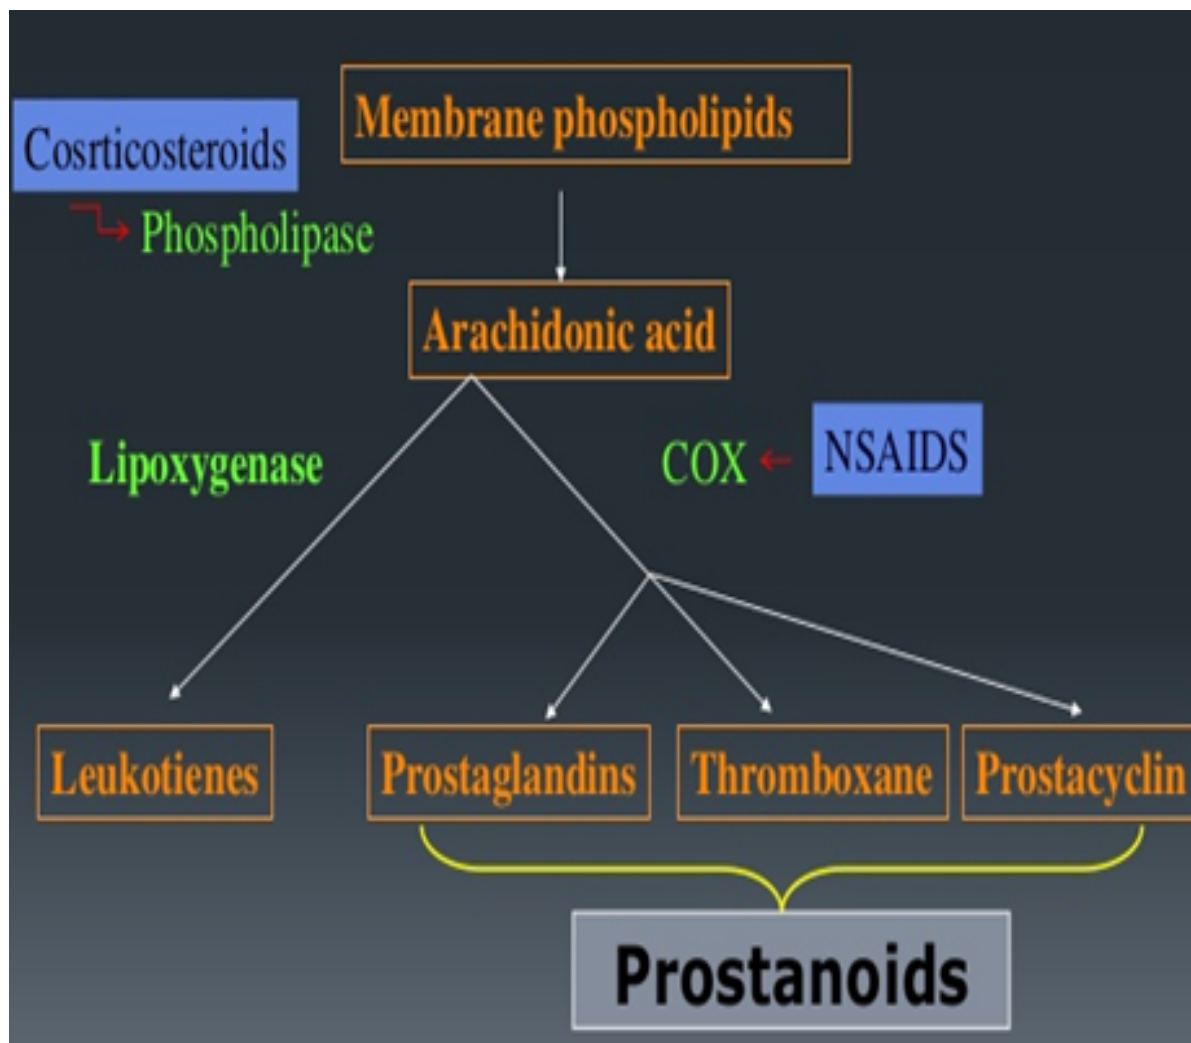 Membrane phospholipids
Cosrticosteroids
Phospholipase
Arachidonic acid
Lipoxygenase
COX
NSAIDS
Leukotienes
Prostaglandins
Thromboxane
Prostacyclin
Prostanoids